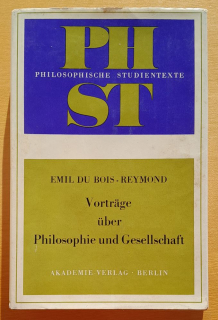 PH
PHILOSOPHISCHE STUDIENTEXTE
ST
EMIL DU BOIS-REYMOND
Vorträge
über
Philosophie und Gesellschaft
AKADEMIE-VERLAG · BERLIN